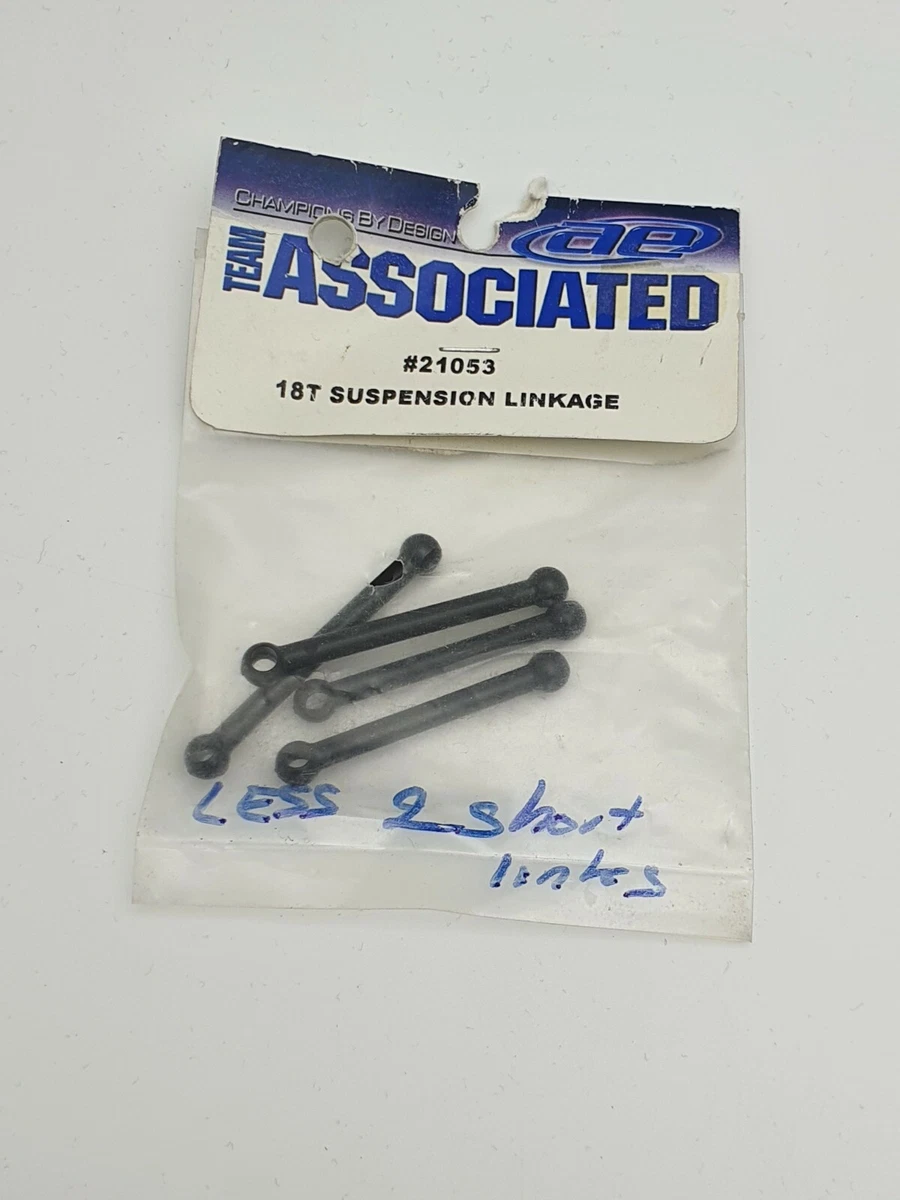 CHAMPIONS BY DESIGN
ae
TEAM ASSOCIATED
#21053
18T SUSPENSION LINKAGE
LESS 2 short
links